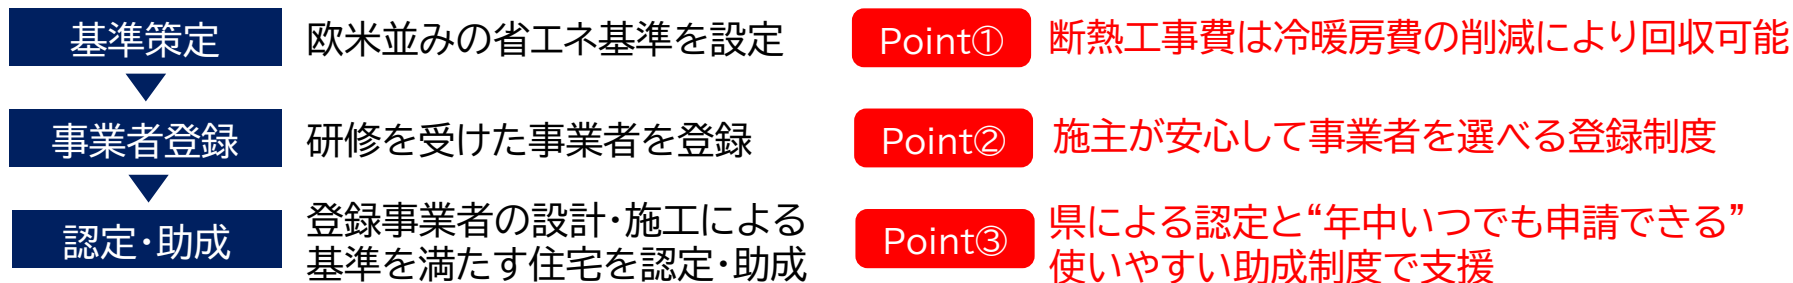 基準策定
欧米並みの省エネ基準を設定
Point①
断熱工事費は冷暖房費の削減により回収可能
事業者登録
研修を受けた事業者を登録
Point②
施主が安心して事業者を選べる登録制度
認定・助成
登録事業者の設計・施工による
基準を満たす住宅を認定・助成
Point③
県による認定と“年中いつでも申請できる”
使いやすい助成制度で支援